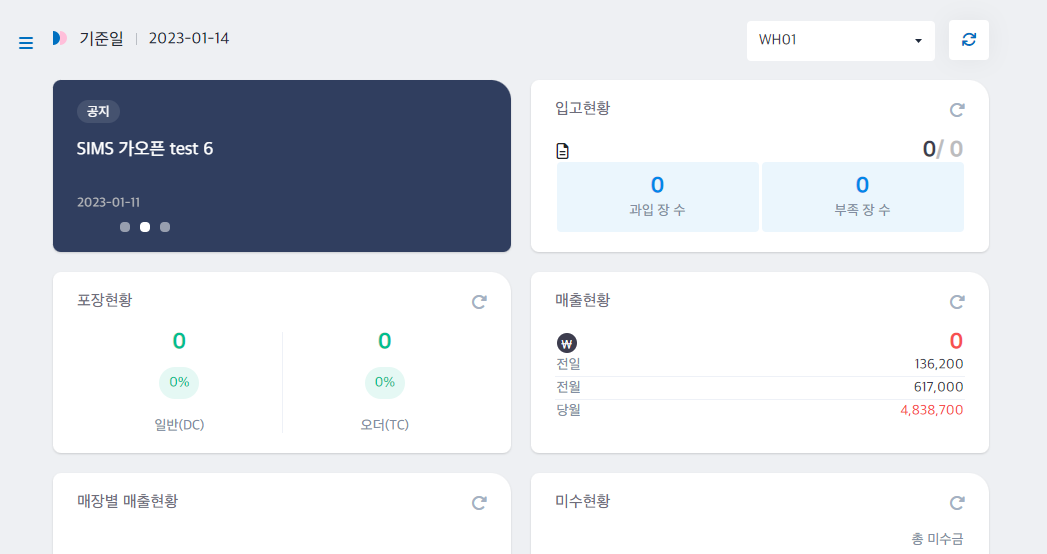 기준일 | 2023-01-14
WH01
공지
SIMS 가오픈 test 6
2023-01-11
입고현황
0/ 0
0
과입 장 수
0
부족 장 수
포장현황
0
0%
일반(DC)
0
0%
오더(TC)
매출현황
₩ 0
전일 136,200
전월 617,000
당월 4,838,700
매장별 매출현황
미수현황
총 미수금